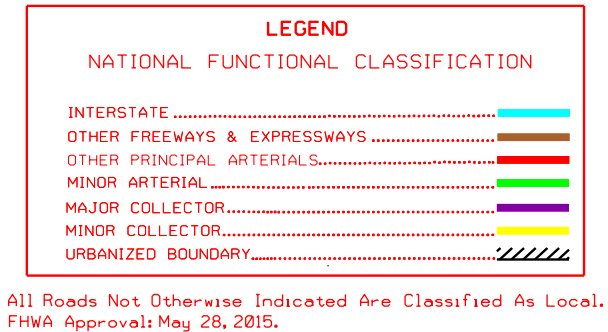 LEGEND
NATIONAL FUNCTIONAL CLASSIFICATION
INTERSTATE
OTHER FREEWAYS & EXPRESSWAYS
OTHER PRINCIPAL ARTERIALS
MINOR ARTERIAL
MAJOR COLLECTOR
MINOR COLLECTOR
URBANIZED BOUNDARY
All Roads Not Otherwise Indicated Are Classified As Local.
FHWA Approval: May 28, 2015.